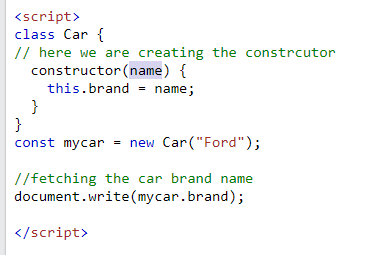 <script>
class Car {
// here we are creating the constrcutor
constructor(name) {
this.brand = name;
}
}
const mycar = new Car("Ford");
//fetching the car brand name
document.write(mycar.brand);
</script>